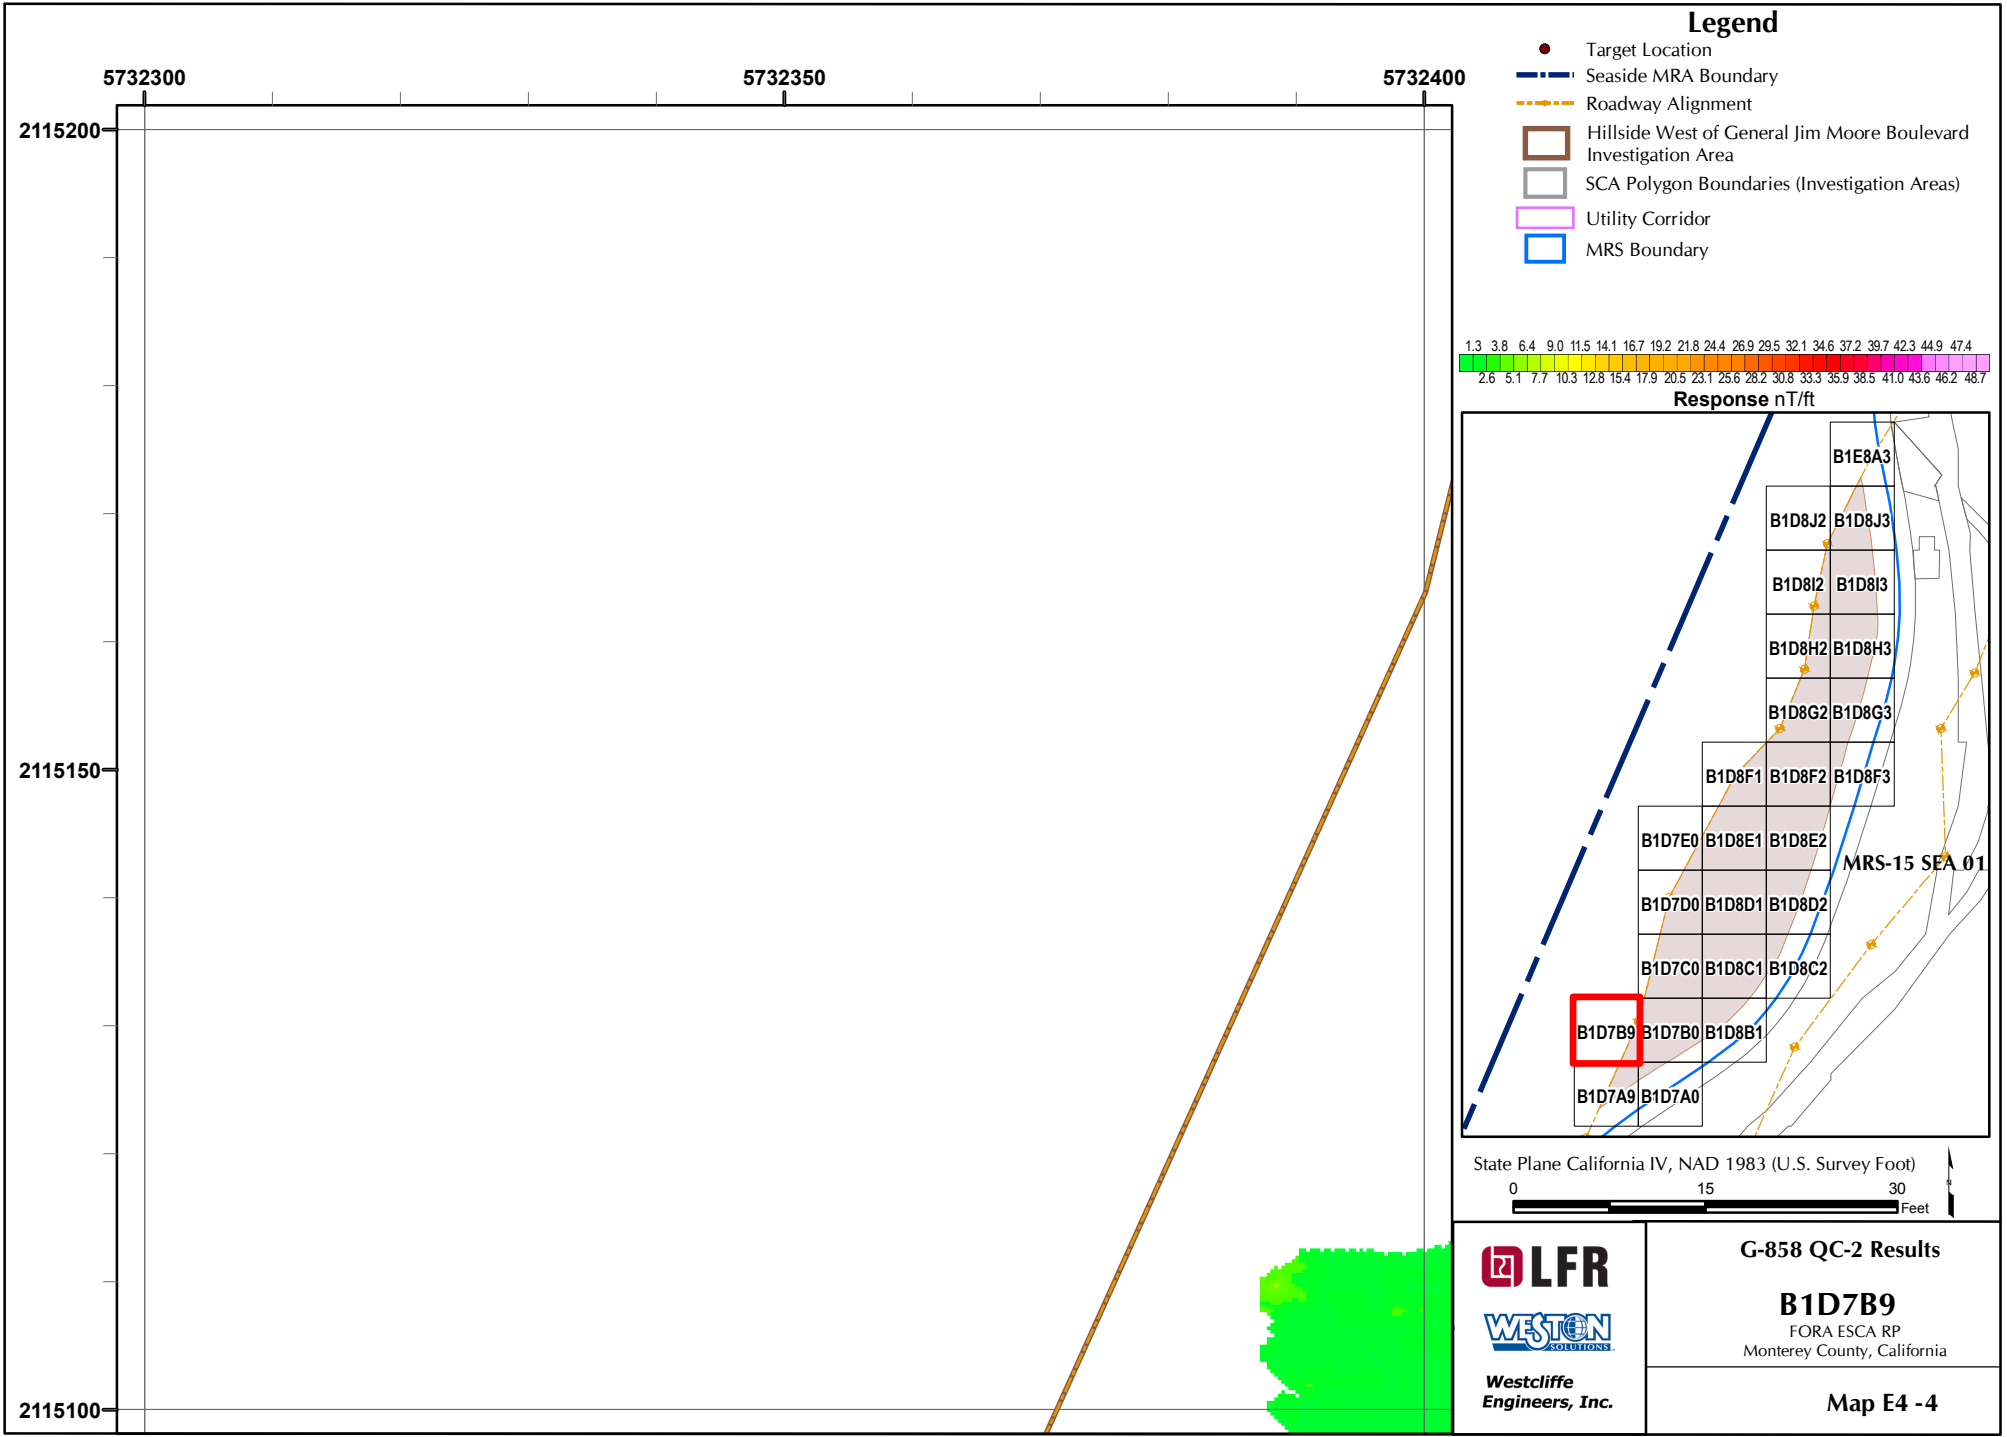 Legend
Target Location
Seaside MRA Boundary
Roadway Alignment
Hillside West of General Jim Moore Boulevard
Investigation Area
SCA Polygon Boundaries (Investigation Areas)
Utility Corridor
MRS Boundary
5732300 5732350 5732400
2115200
2115150
2115100
1.3 3.8 6.4 9.0 11.5 14.1 16.7 19.2 21.8 24.4 26.9 29.5 32.1 34.6 37.2 39.7 42.3 44.9 47.4
2.6 5.1 7.7 10.3 12.8 15.4 17.9 20.5 23.1 25.6 28.2 30.8 33.3 35.9 38.5 41.0 43.6 46.2 48.7
Response nT/ft
B1E8A3
B1D8J2 B1D8J3
B1D8I2 B1D8I3
B1D8H2 B1D8H3
B1D8G2 B1D8G3
B1D8F1 B1D8F2 B1D8F3
B1D7E0 B1D8E1 B1D8E2
MRS-15 SEA 01
B1D7D0 B1D8D1 B1D8D2
B1D7C0 B1D8C1 B1D8C2
B1D7B9 B1D7B0 B1D8B1
B1D7A9 B1D7A0
State Plane California IV, NAD 1983 (U.S. Survey Foot)
0 15 30
Feet
N
LFR
WESTON
SOLUTIONS
Westcliffe
Engineers, Inc.
G-858 QC-2 Results
B1D7B9
FORA ESCA RP
Monterey County, California
Map E4 -4